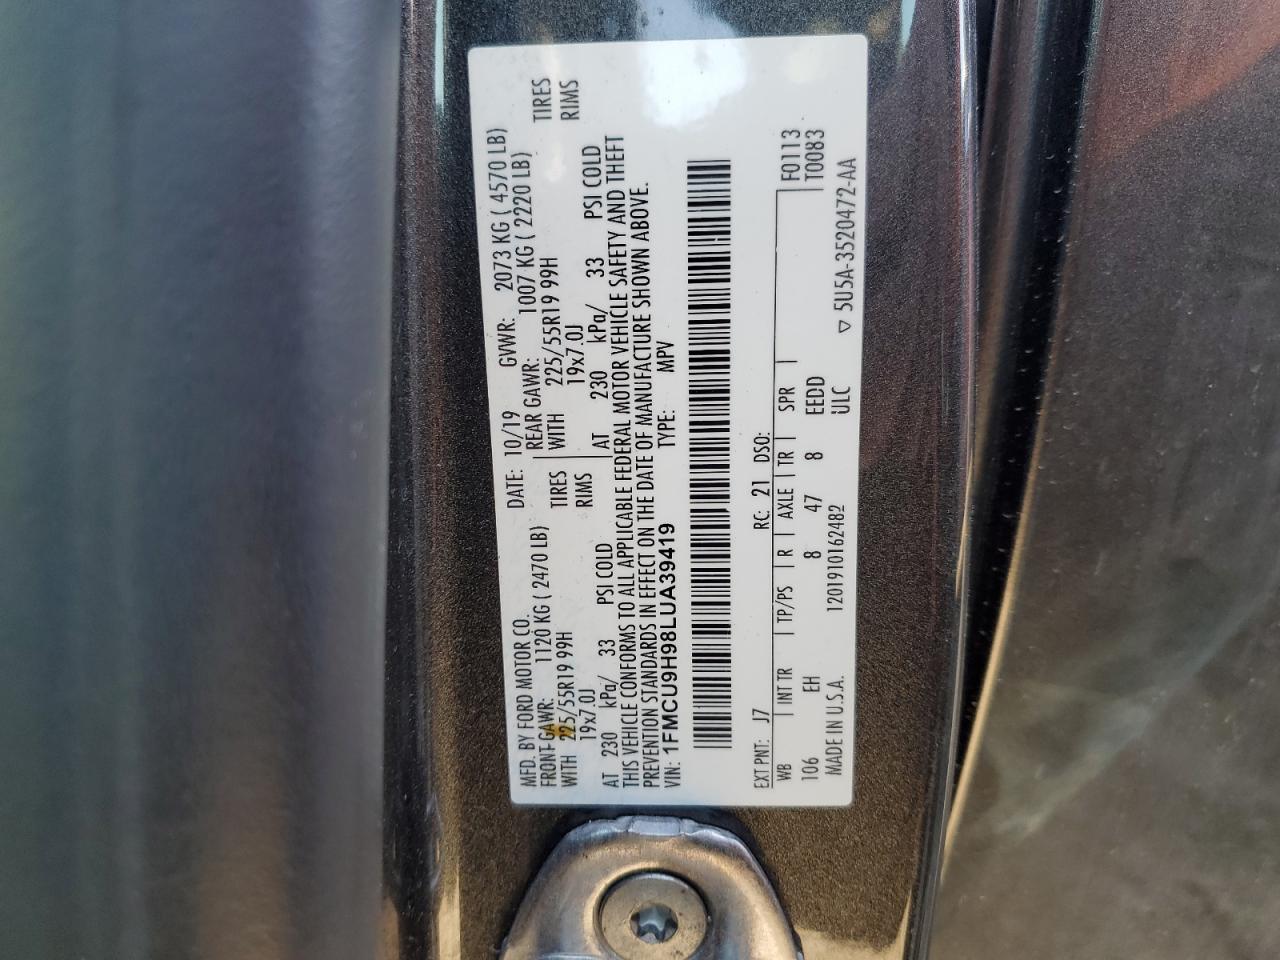 MFD. BY FORD MOTOR CO. DATE: 10/19 GVWR: 2073 KG ( 4570 LB)
FRONT GAWR: 1120 KG ( 2470 LB) REAR GAWR: 1007 KG ( 2220 LB)
WITH 225/55R19 99H TIRES WITH 225/55R19 99H TIRES
19x7.0J RIMS 19x7.0J RIMS
AT 230 kPa/ 33 PSI COLD AT 230 kPa/ 33 PSI COLD
THIS VEHICLE CONFORMS TO ALL APPLICABLE FEDERAL MOTOR VEHICLE SAFETY AND THEFT
PREVENTION STANDARDS IN EFFECT ON THE DATE OF MANUFACTURE SHOWN ABOVE.
VIN: 1FMCU9H98LUA39419 TYPE: MPV
EXT PNT: J7 RC: 21 DSO: F0113
WB INT TR TP/PS R AXLE TR SPR T0083
106 EH 8 47 8 EEDD
MADE IN U.S.A. 1201910162482 ULC ▽ 5U5A-3520472-AA